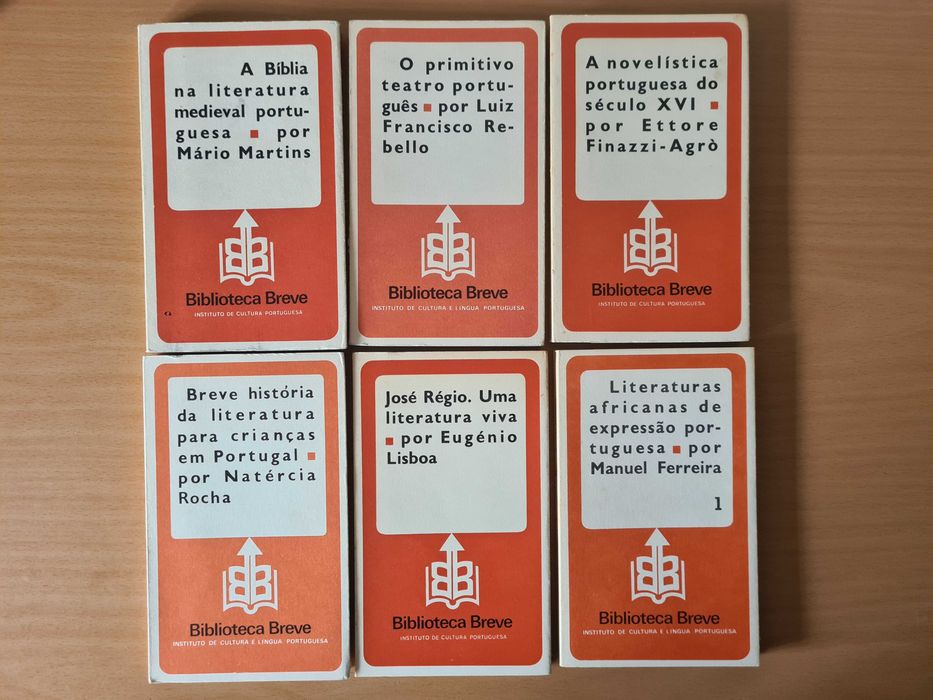 A Bíblia
na literatura
medieval portu-
guesa ▪ por
Mário Martins
Biblioteca Breve
INSTITUTO DE CULTURA PORTUGUESA
O primitivo
teatro portu-
guês ▪ por Luiz
Francisco Re-
bello
Biblioteca Breve
INSTITUTO DE CULTURA E LÍNGUA PORTUGUESA
A novelística
portuguesa do
século XVI ▪
por Ettore
Finazzi-Agrò
Biblioteca Breve
INSTITUTO DE CULTURA PORTUGUESA
Breve história
da literatura
para crianças
em Portugal ▪
por Natércia
Rocha
Biblioteca Breve
INSTITUTO DE CULTURA E LÍNGUA PORTUGUESA
José Régio. Uma
literatura viva
▪ por Eugénio
Lisboa
Biblioteca Breve
INSTITUTO DE CULTURA PORTUGUESA
Literaturas
africanas de
expressão por-
tuguesa ▪ por
Manuel Ferreira
1
Biblioteca Breve
INSTITUTO DE CULTURA E LÍNGUA PORTUGUESA